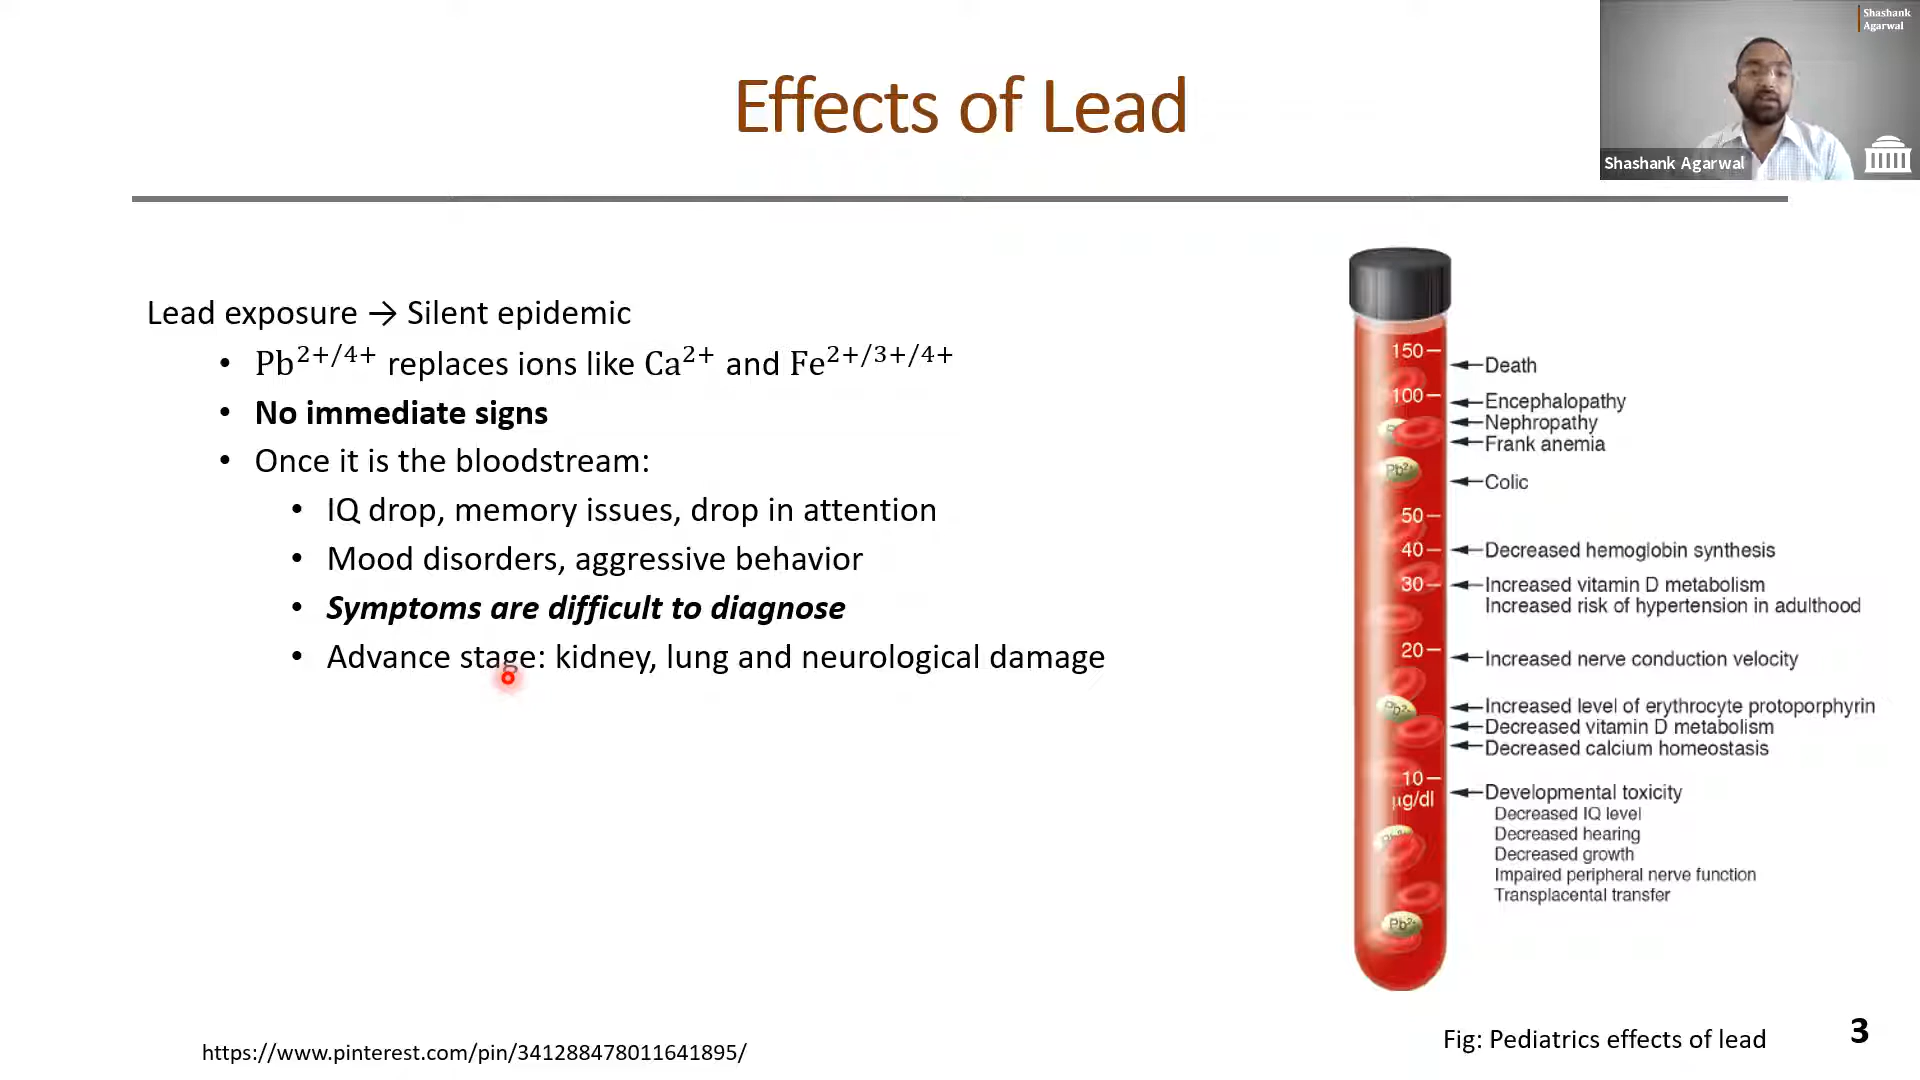 Effects of Lead
Shashank
Agarwal
Shashank Agarwal
Lead exposure → Silent epidemic
• Pb²⁺/⁴⁺ replaces ions like Ca²⁺ and Fe²⁺/³⁺/⁴⁺
• No immediate signs
• Once it is the bloodstream:
• IQ drop, memory issues, drop in attention
• Mood disorders, aggressive behavior
• Symptoms are difficult to diagnose
• Advance stage: kidney, lung and neurological damage
150
Death
100
Encephalopathy
Nephropathy
Frank anemia
Pb²⁺
Colic
50
40
Decreased hemoglobin synthesis
30
Increased vitamin D metabolism
Increased risk of hypertension in adulthood
20
Increased nerve conduction velocity
Pb²⁺
Increased level of erythrocyte protoporphyrin
Decreased vitamin D metabolism
Decreased calcium homeostasis
10
µg/dl
Developmental toxicity
Decreased IQ level
Decreased hearing
Decreased growth
Impaired peripheral nerve function
Transplacental transfer
Pb²⁺
Fig: Pediatrics effects of lead
3
https://www.pinterest.com/pin/341288478011641895/